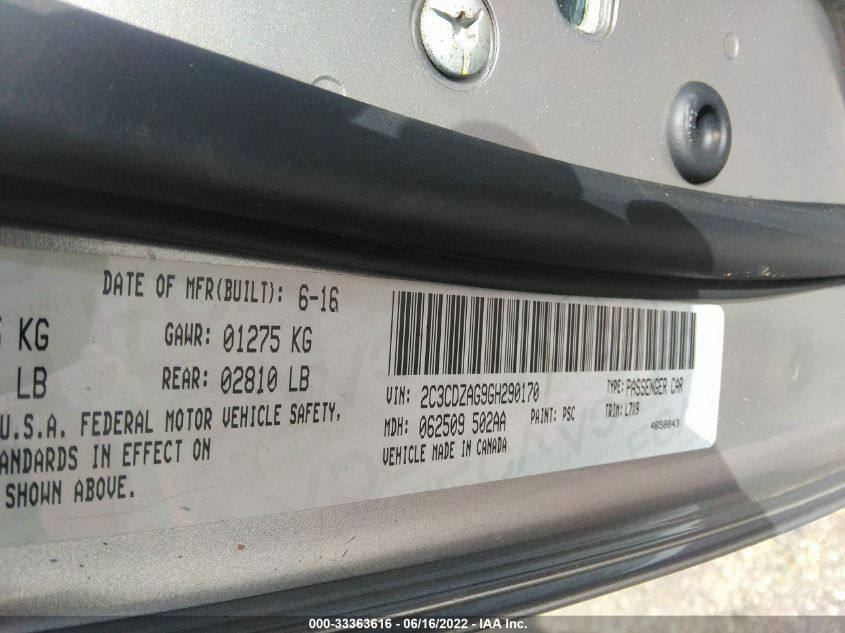 DATE OF MFR(BUILT): 6-16
KG GAWR: 01275 KG
LB REAR: 02810 LB
U.S.A. FEDERAL MOTOR VEHICLE SAFETY,
IN EFFECT ON
SHOWN ABOVE.
VIN: 2C3CDZAG9GH290170 TYPE: PASSENGER CAR
MDH: 062509 502AA PAINT: PSC TRIM: L7X9
VEHICLE MADE IN CANADA 4658043
000-33363616 - 06/16/2022 - IAA Inc.